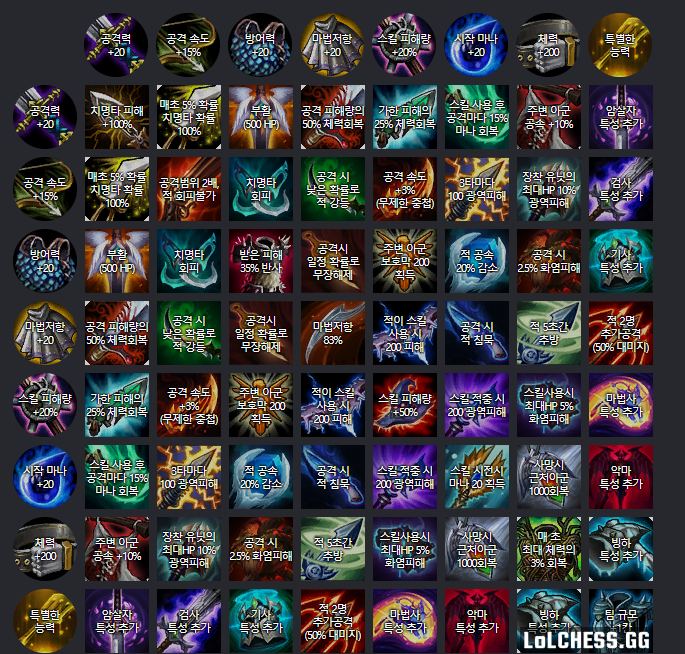 공격력
+20
공격 속도
+15%
방어력
+20
마법저항
+20
스킬 피해량
+20%
시작 마나
+20
체력
+200
특별한
능력
공격력
+20
치명타 피해
+100%
매초 5% 확률
치명타 확률
100%
부활
(500 HP)
공격 피해량의
50% 체력회복
가한 피해의
25% 체력회복
스킬 사용 후
공격마다 15%
마나 회복
주변 아군
공속 +10%
암살자
특성 추가
공격 속도
+15%
매초 5% 확률
치명타 확률
100%
공격범위 2배,
적 회피불가
치명타
회피
공격 시
낮은 확률로
적 강등
공격 속도
+3%
(무제한 중첩)
3타마다
100 광역피해
장착 유닛의
최대HP 10%
광역피해
검사
특성 추가
방어력
+20
부활
(500 HP)
치명타
회피
받은 피해
35% 반사
공격시
일정 확률로
무장해제
주변 아군
보호막 200
획득
적 공속
20% 감소
공격 시
2.5% 화염피해
기사
특성 추가
마법저항
+20
공격 피해량의
50% 체력회복
공격 시
낮은 확률로
적 강등
공격시
일정 확률로
무장해제
마법저항
83%
적이 스킬
사용 시
200 피해
공격 시
적 침묵
적 5초간
추방
적 2명
추가공격
(50% 대미지)
스킬 피해량
+20%
가한 피해의
25% 체력회복
공격 속도
+3%
(무제한 중첩)
주변 아군
보호막 200
획득
적이 스킬
사용 시
200 피해
스킬 피해량
+50%
스킬 적중 시
200 광역피해
스킬사용시
최대HP 5%
화염피해
마법사
특성 추가
시작 마나
+20
스킬 사용 후
공격마다 15%
마나 회복
3타마다
100 광역피해
적 공속
20% 감소
공격 시
적 침묵
스킬 적중 시
200 광역피해
스킬 시전시
마나 20 획득
사망시
근처아군
1000회복
악마
특성 추가
체력
+200
주변 아군
공속 +10%
장착 유닛의
최대HP 10%
광역피해
공격 시
2.5% 화염피해
적 5초간
추방
스킬사용시
최대HP 5%
화염피해
사망시
근처아군
1000회복
매 초
최대 체력의
3% 회복
빙하
특성 추가
특별한
능력
암살자
특성 추가
검사
특성 추가
기사
특성 추가
적 2명
추가공격
(50% 대미지)
마법사
특성 추가
악마
특성 추가
빙하
특성 추가
팀 규모
LoLCHESS.GG